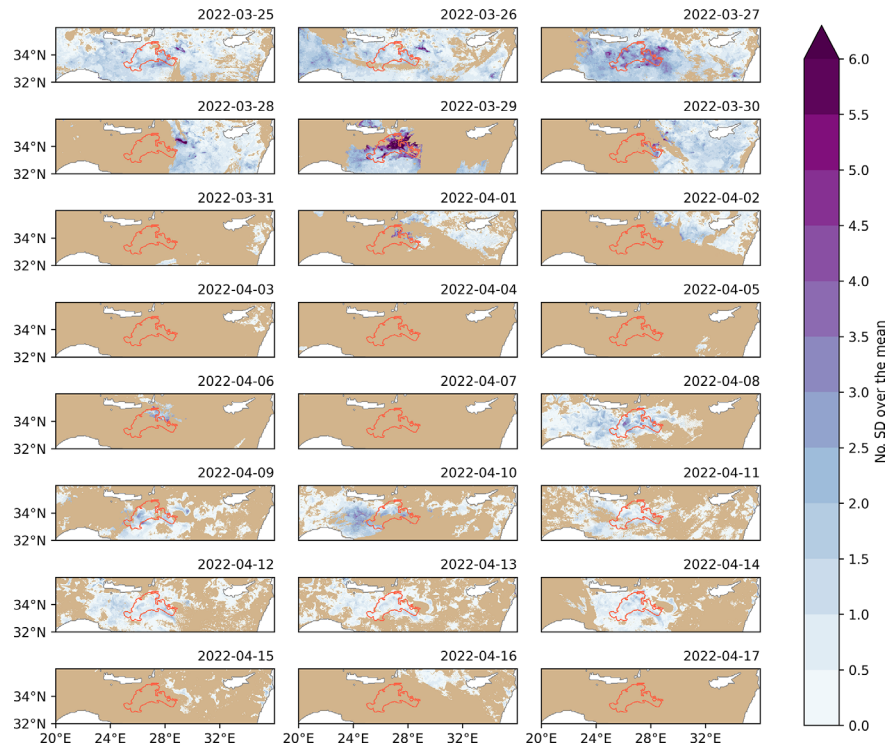 2022-03-25 2022-03-26 2022-03-27
34°N
32°N
2022-03-28 2022-03-29 2022-03-30
34°N
32°N
2022-03-31 2022-04-01 2022-04-02
34°N
32°N
2022-04-03 2022-04-04 2022-04-05
34°N
32°N
2022-04-06 2022-04-07 2022-04-08
34°N
32°N
2022-04-09 2022-04-10 2022-04-11
34°N
32°N
2022-04-12 2022-04-13 2022-04-14
34°N
32°N
2022-04-15 2022-04-16 2022-04-17
34°N
32°N
20°E 24°E 28°E 32°E 20°E 24°E 28°E 32°E 20°E 24°E 28°E 32°E
6.0
5.5
5.0
4.5
4.0
3.5
3.0
2.5
2.0
1.5
1.0
0.5
0.0
No. SD over the mean